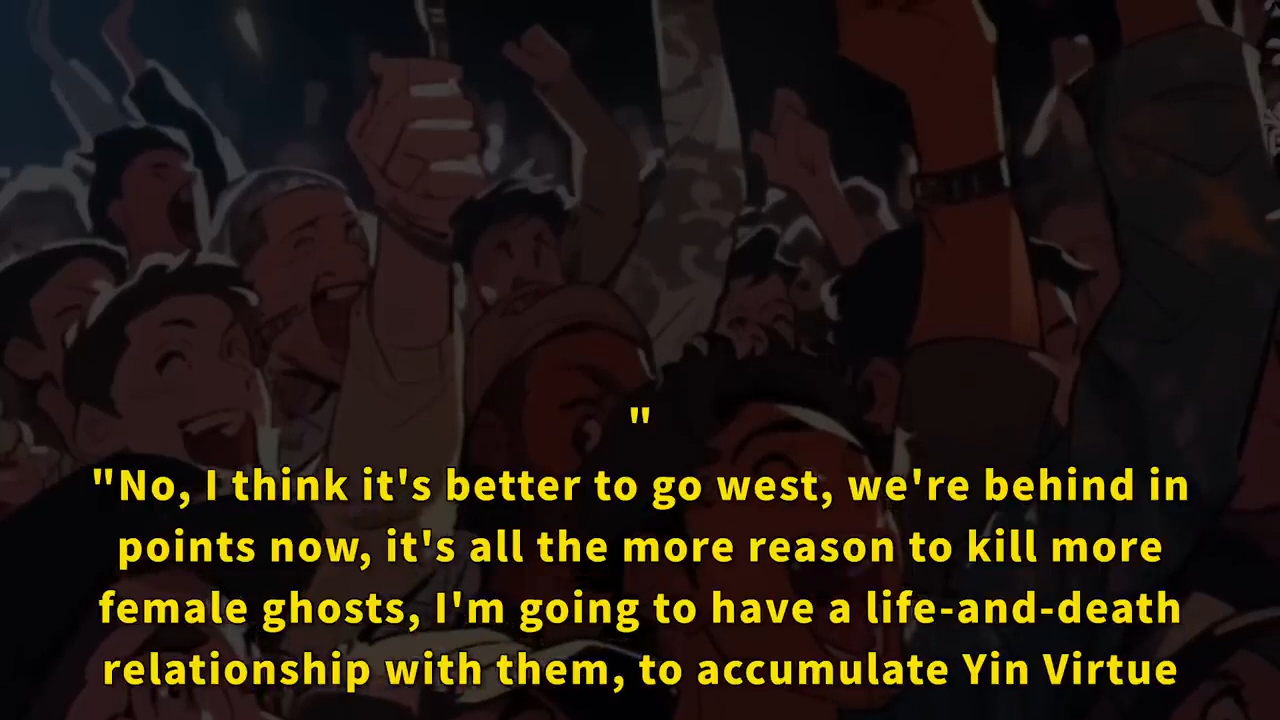 "
"No, I think it's better to go west, we're behind in
points now, it's all the more reason to kill more
female ghosts, I'm going to have a life-and-death
relationship with them, to accumulate Yin Virtue